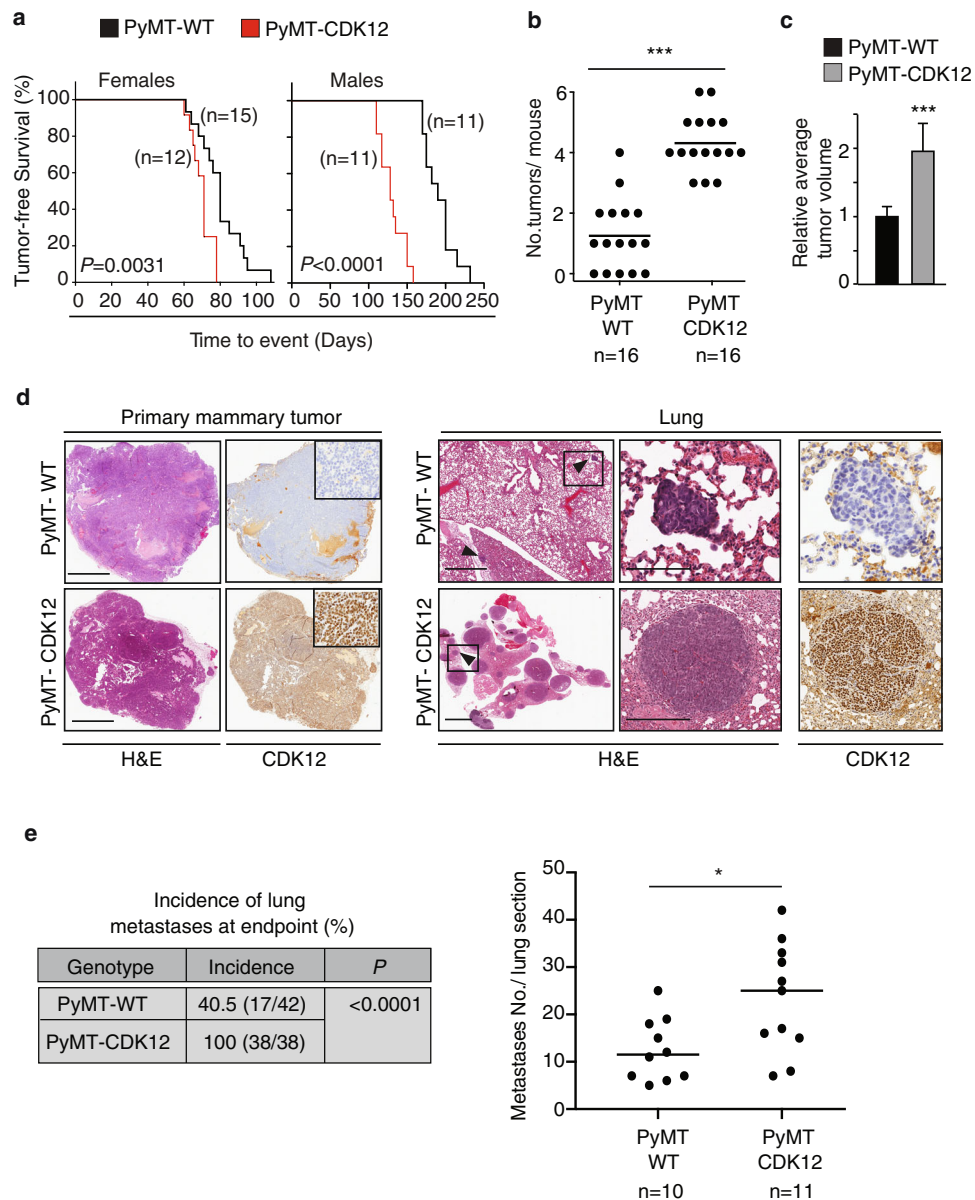 a
PyMT-WT PyMT-CDK12
Females Males
Tumor-free Survival (%)
100
80
60
40
20
0
(n=15)
(n=12)
P=0.0031
(n=11)
(n=11)
P<0.0001
0 20 40 60 80 100
0 50 100 150 200 250
Time to event (Days)
b
***
No.tumors/ mouse
6
4
2
0
PyMT WT
PyMT CDK12
n=16 n=16
c
PyMT-WT
PyMT-CDK12
***
Relative average
tumor volume
2
1
0
d
Primary mammary tumor Lung
PyMT- WT
PyMT- CDK12
PyMT- WT
PyMT- CDK12
H&E CDK12 H&E CDK12
e
Incidence of lung
metastases at endpoint (%)
Genotype Incidence P
PyMT-WT 40.5 (17/42) <0.0001
PyMT-CDK12 100 (38/38)
Metastases No./ lung section
50
40
30
20
10
0
*
PyMT WT
PyMT CDK12
n=10 n=11